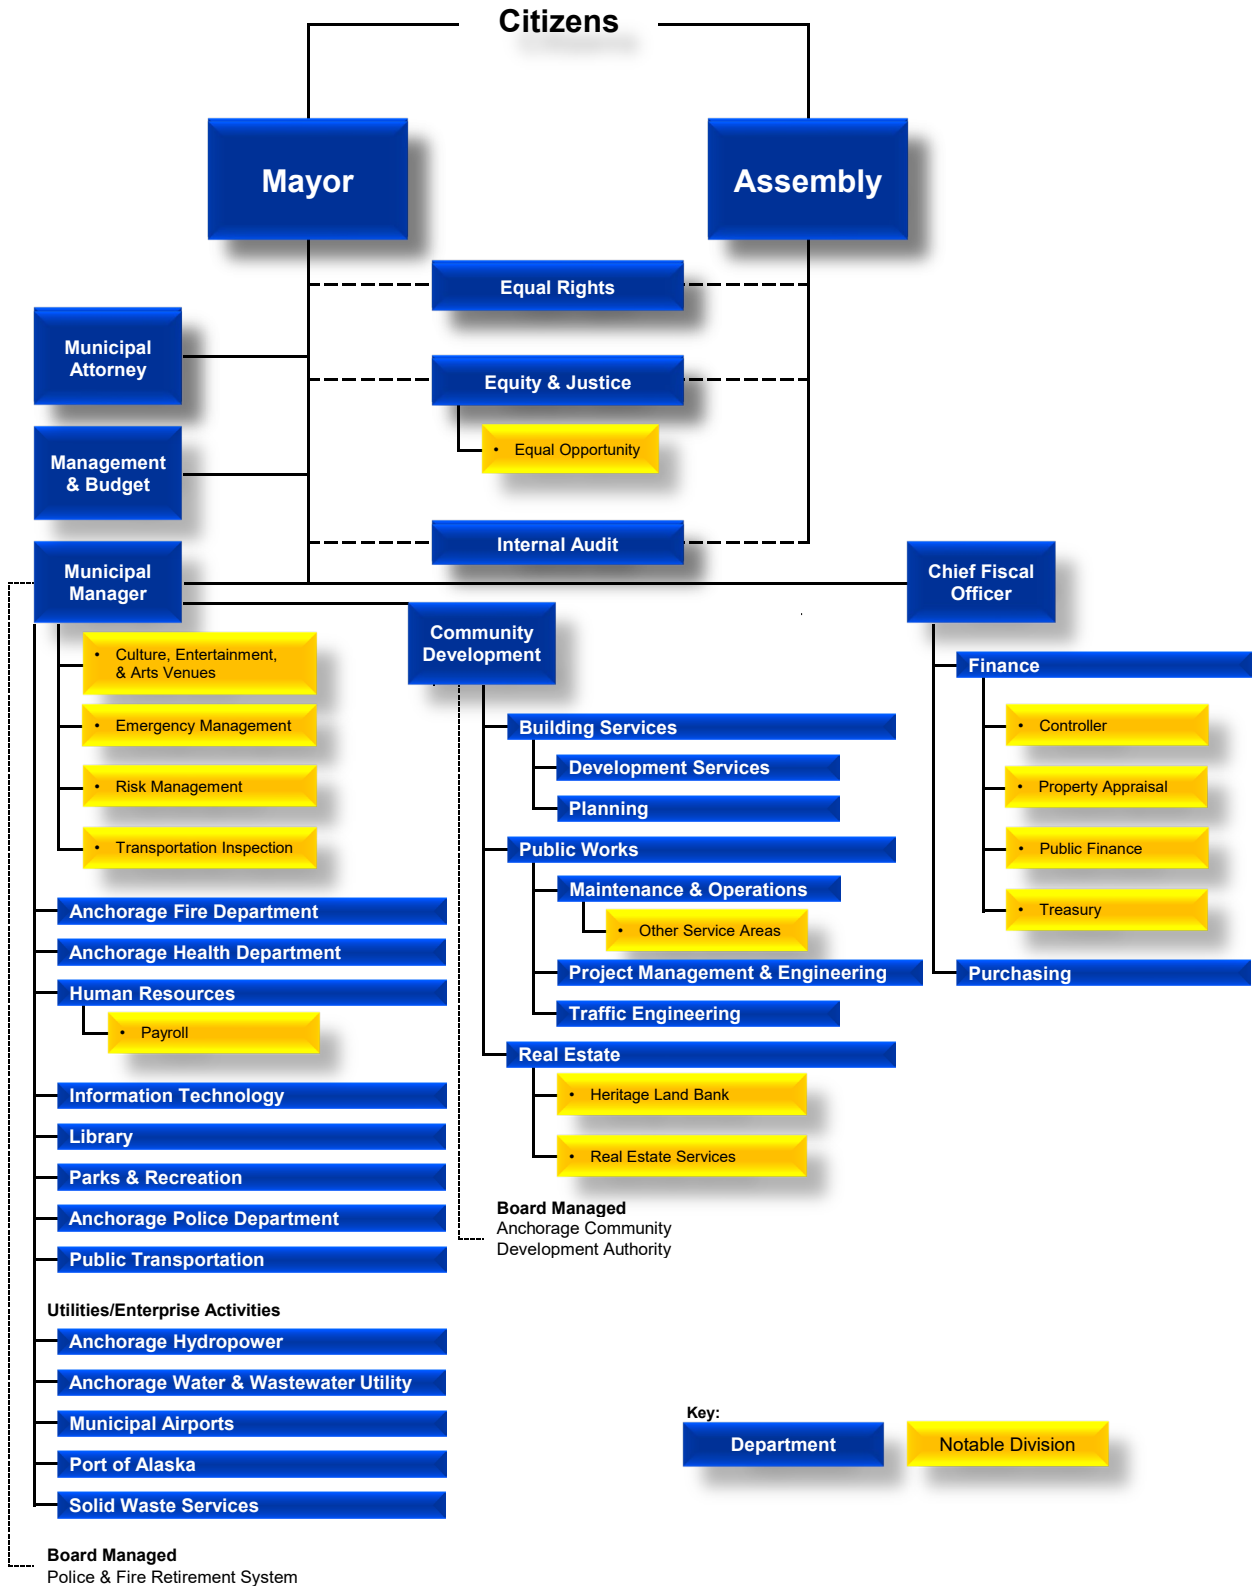 Citizens
Mayor
Assembly
Equal Rights
Municipal
Attorney
Equity & Justice
• Equal Opportunity
Management
& Budget
Internal Audit
Municipal
Manager
Chief Fiscal
Officer
• Culture, Entertainment,
& Arts Venues
• Emergency Management
• Risk Management
• Transportation Inspection
Anchorage Fire Department
Anchorage Health Department
Human Resources
• Payroll
Information Technology
Library
Parks & Recreation
Anchorage Police Department
Public Transportation
Utilities/Enterprise Activities
Anchorage Hydropower
Anchorage Water & Wastewater Utility
Municipal Airports
Port of Alaska
Solid Waste Services
Board Managed
Police & Fire Retirement System
Community
Development
Building Services
Development Services
Planning
Public Works
Maintenance & Operations
• Other Service Areas
Project Management & Engineering
Traffic Engineering
Real Estate
• Heritage Land Bank
• Real Estate Services
Board Managed
Anchorage Community
Development Authority
Finance
• Controller
• Property Appraisal
• Public Finance
• Treasury
Purchasing
Key:
Department
Notable Division